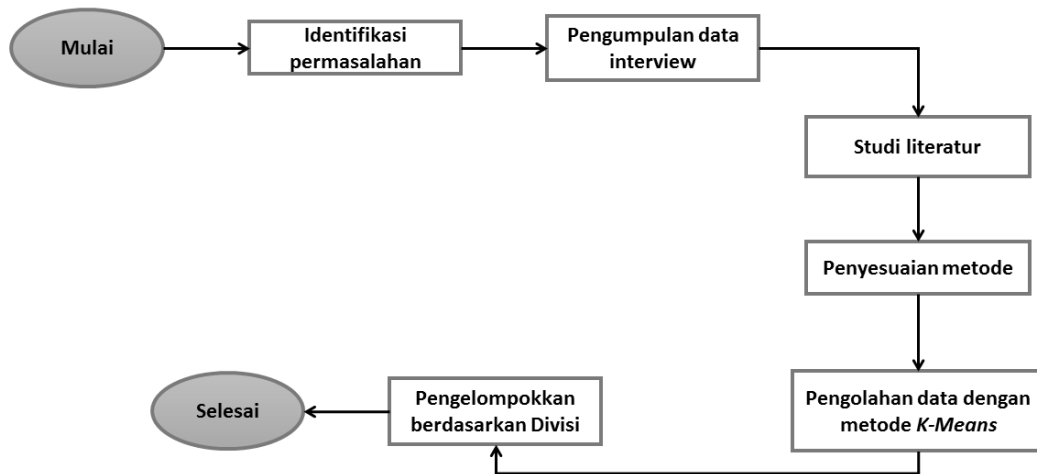 Mulai
Identifikasi
permasalahan
Pengumpulan data
interview
Studi literatur
Penyesuaian metode
Pengolahan data dengan
metode K-Means
Pengelompokkan
berdasarkan Divisi
Selesai